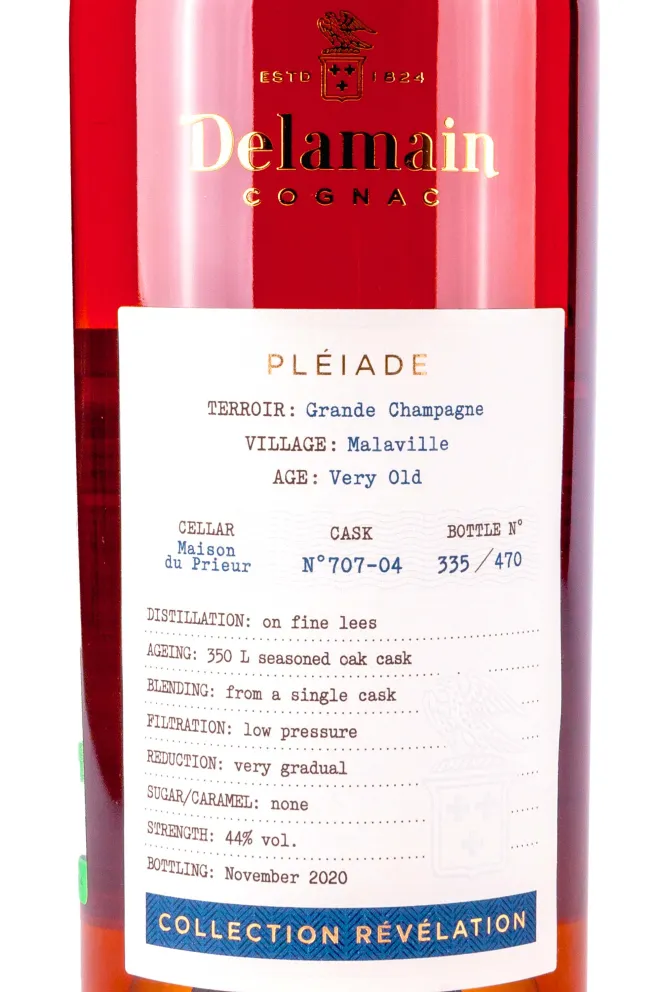 ESTD 1824
Delamain
COGNAC
PLÉIADE
TERROIR: Grande Champagne
VILLAGE: Malaville
AGE: Very Old
CELLAR CASK BOTTLE N°
Maison
du Prieur N°707-04 335/470
DISTILLATION: on fine lees
AGEING: 350 L seasoned oak cask
BLENDING: from a single cask
FILTRATION: low pressure
REDUCTION: very gradual
SUGAR/CARAMEL: none
STRENGTH: 44% vol.
BOTTLING: November 2020
COLLECTION RÉVÉLATION